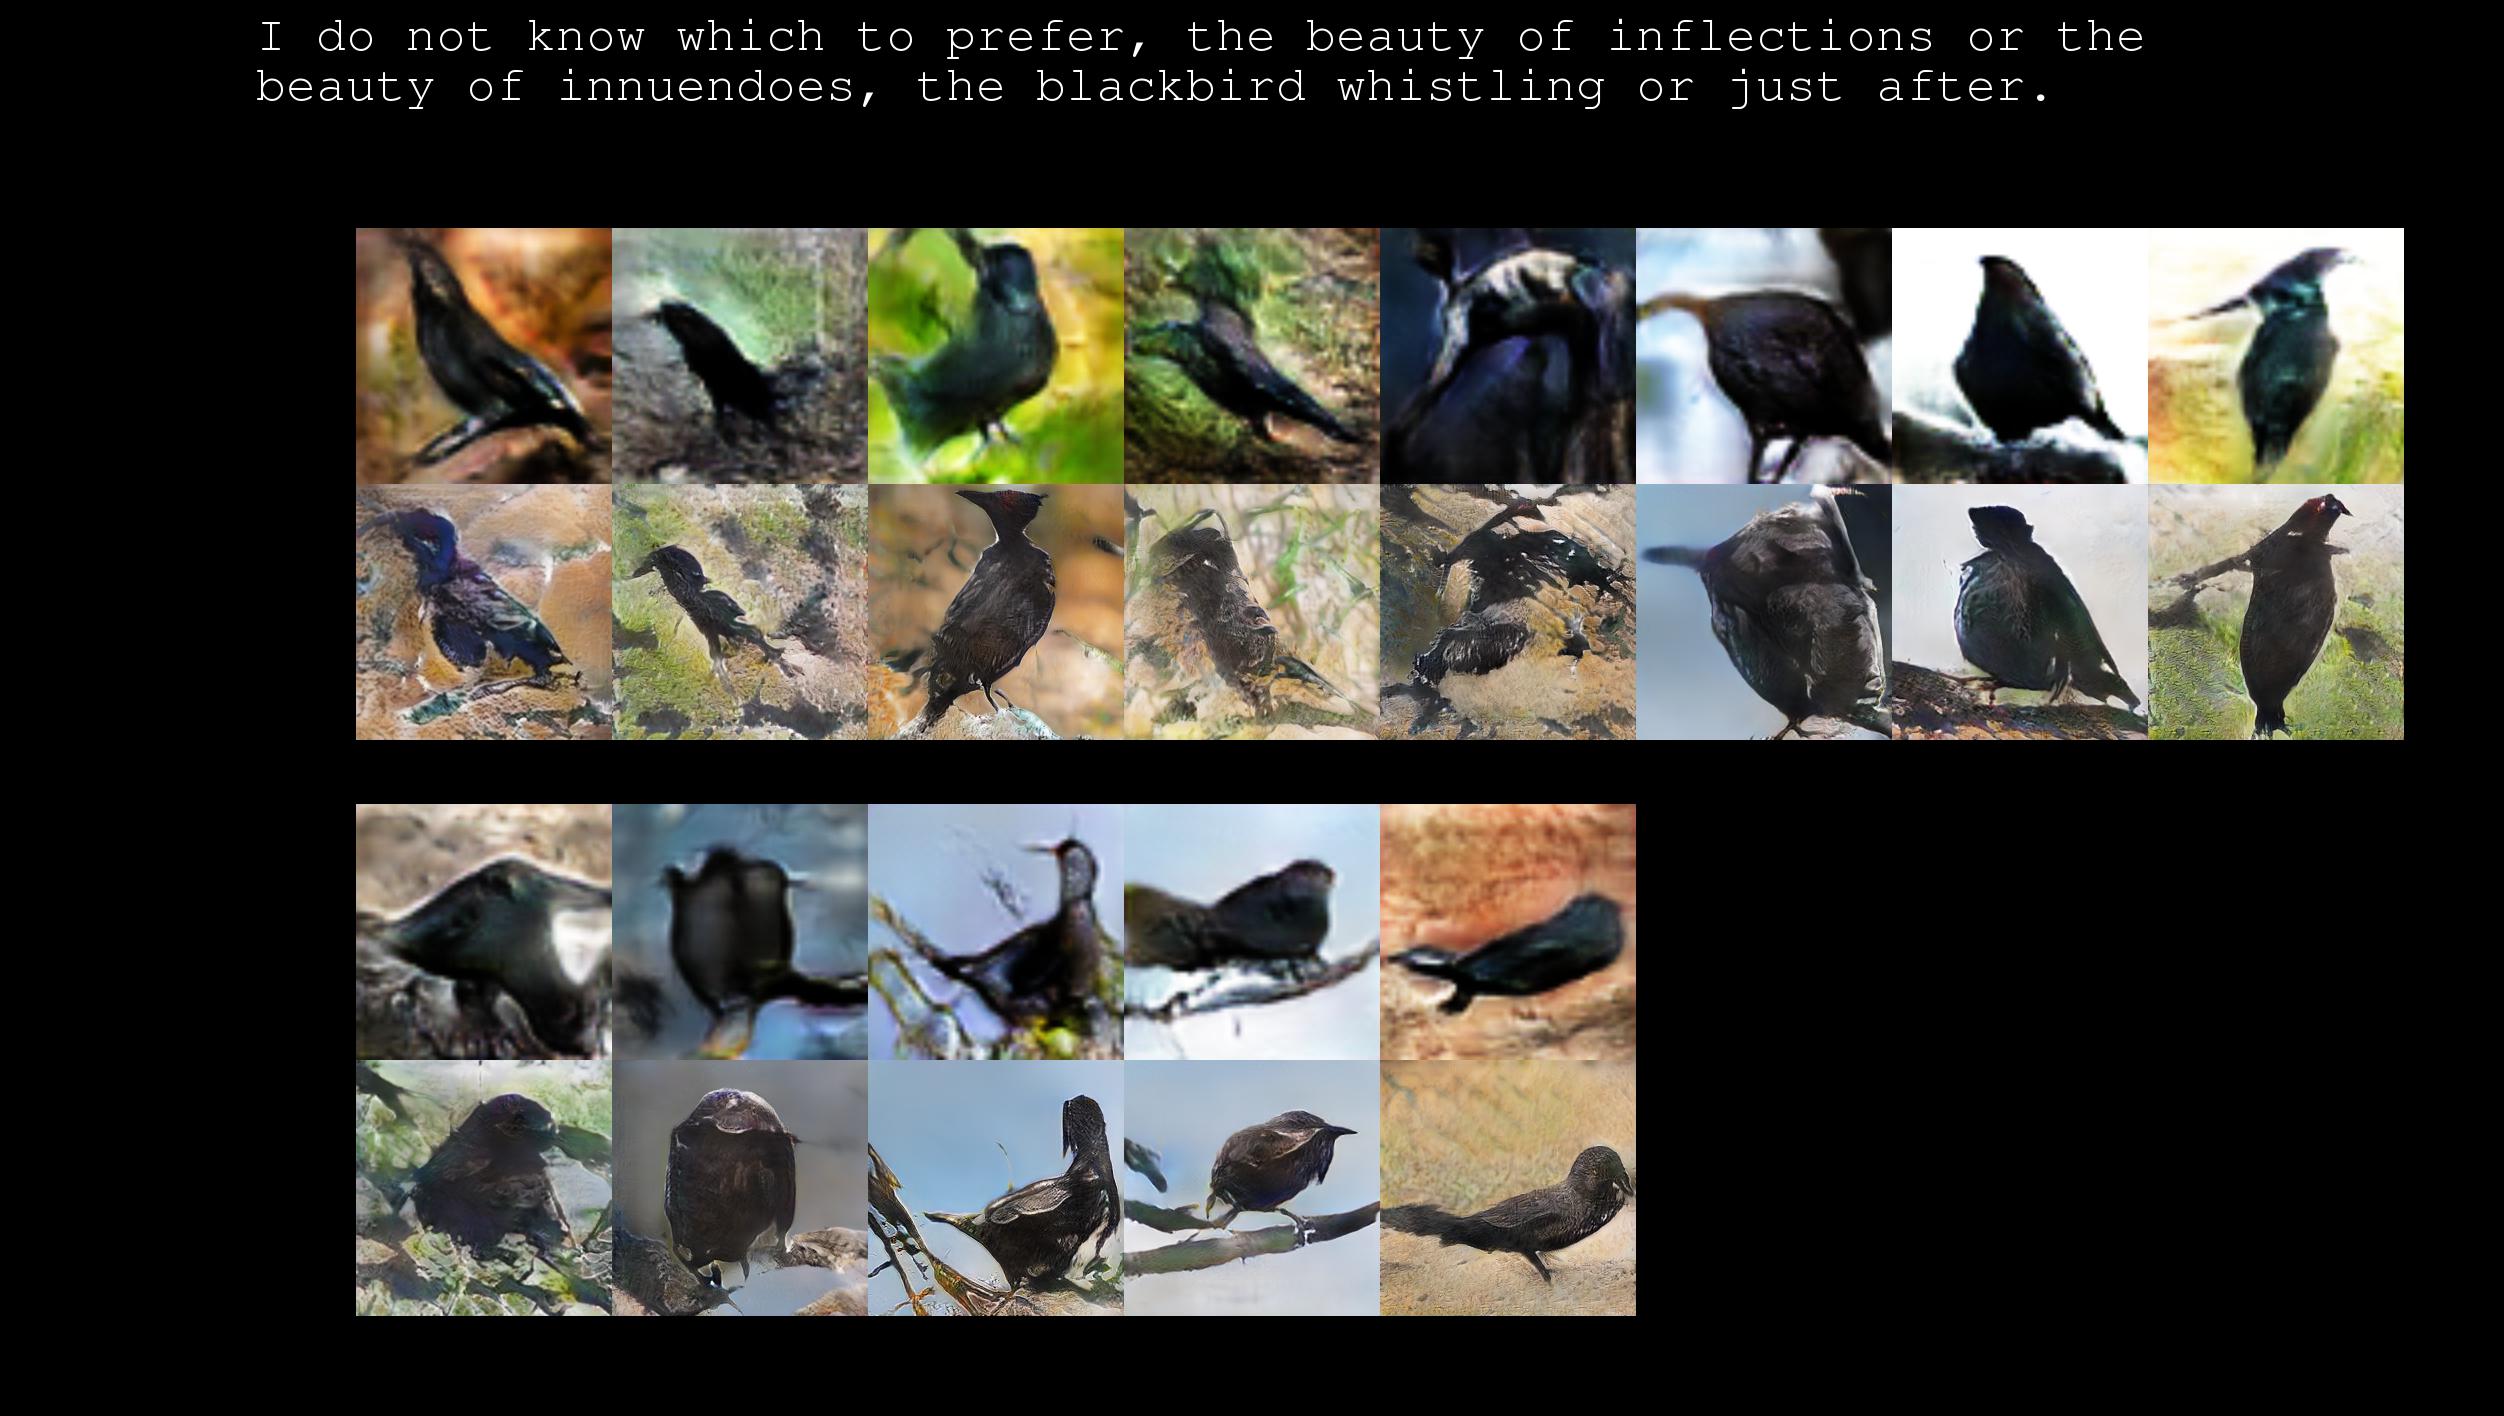 I do not know which to prefer, the beauty of inflections or the
beauty of innuendoes, the blackbird whistling or just after.